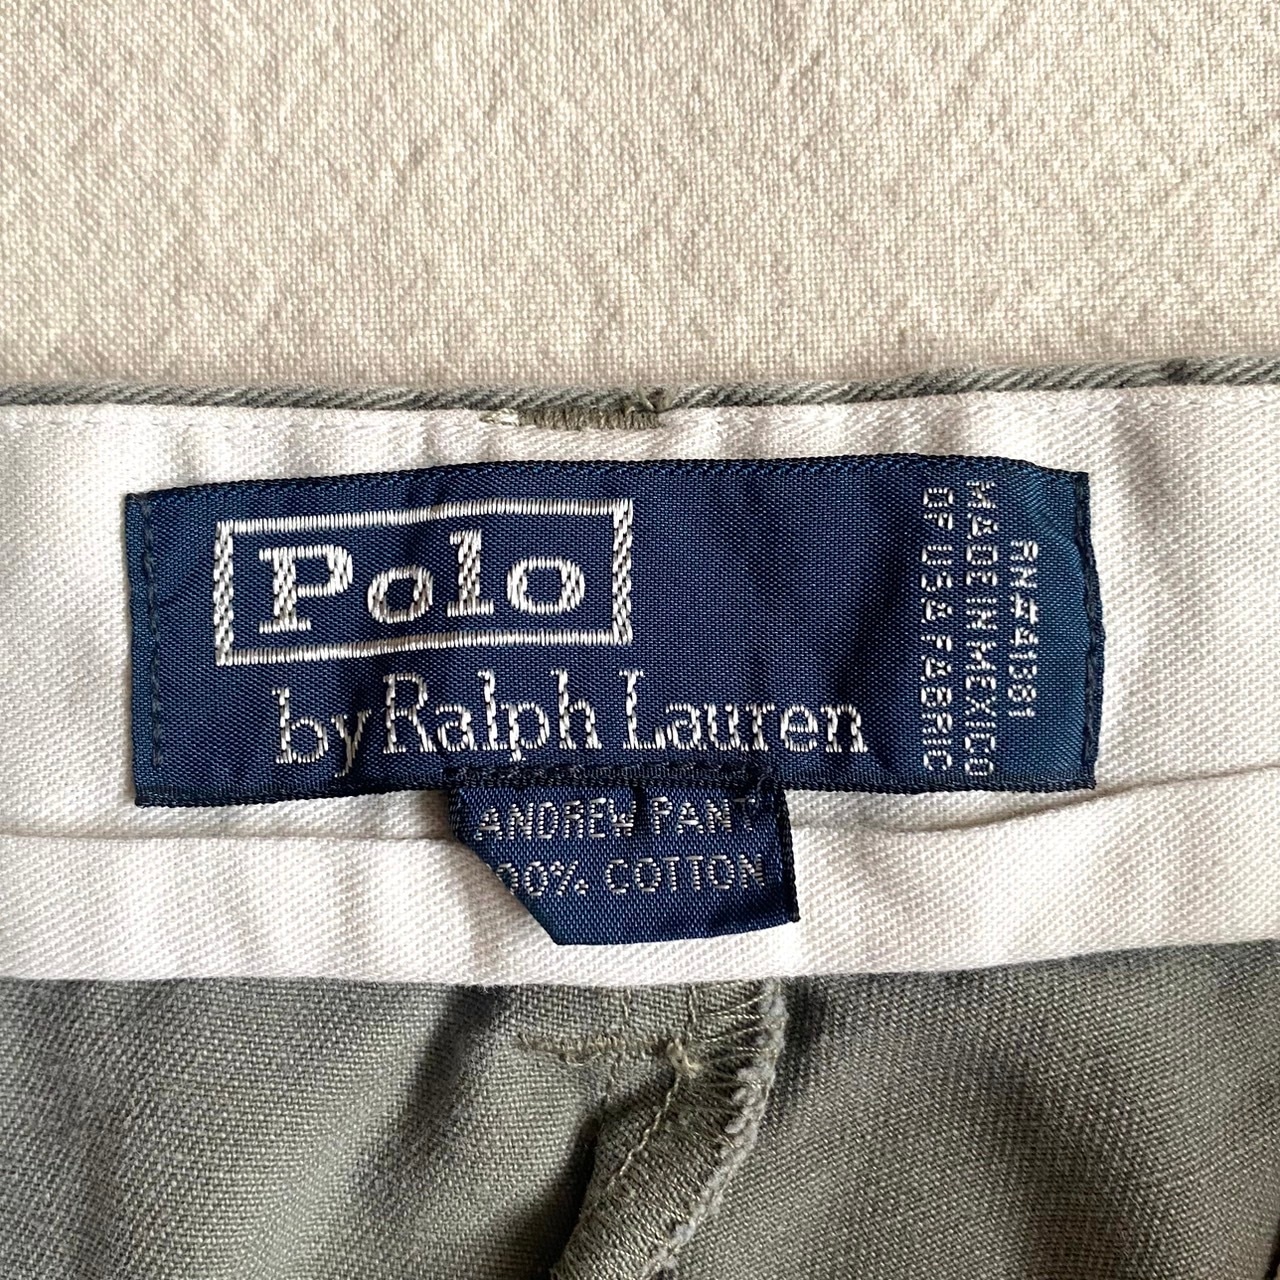 Polo
by Ralph Lauren
RN#41381
MADE IN MEXICO
OF USA FABRIC
ANDREW PANT
00% COTTON